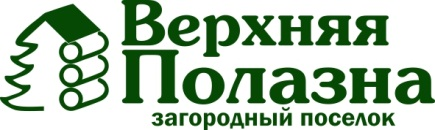 Верхняя
Полазна
загородный поселок